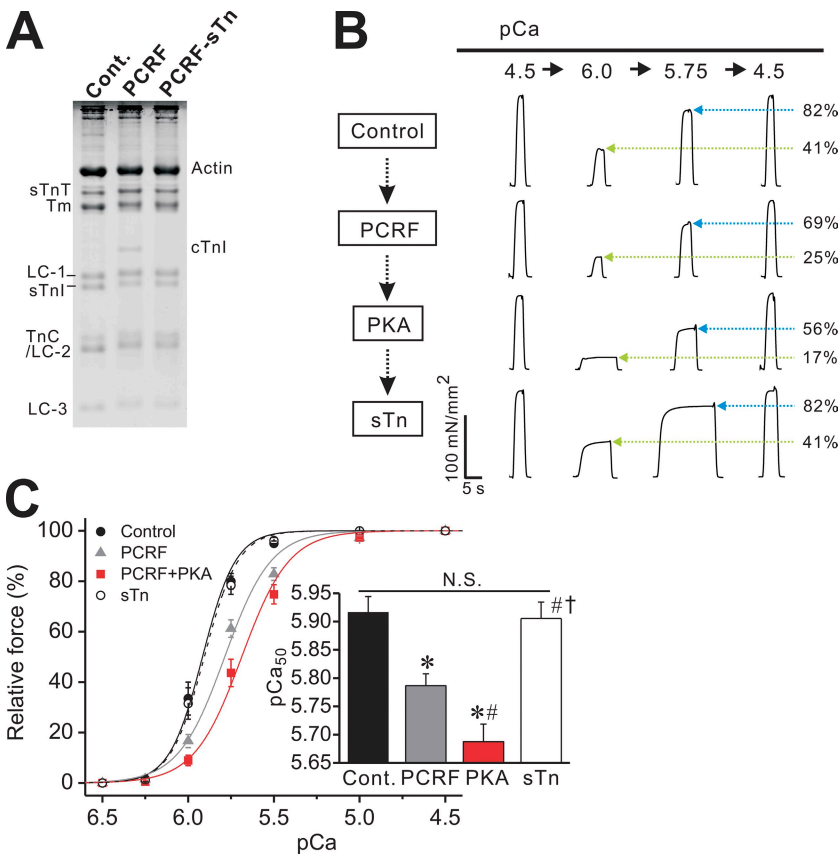 A
Cont.
PCRF
PCRF-sTn
Actin
sTnT
Tm
cTnI
LC-1
sTnI
TnC
/LC-2
LC-3
B
pCa
4.5 6.0 5.75 4.5
Control
82%
41%
PCRF
69%
25%
PKA
56%
17%
sTn
82%
41%
100 mN/mm²
5 s
C
Relative force (%)
100
80
60
40
20
0
Control
PCRF
PCRF+PKA
sTn
6.5 6.0 5.5 5.0 4.5
pCa
pCa₅₀
5.95
5.90
5.80
5.70
5.65
N.S.
*
*#
#†
Cont. PCRF PKA sTn